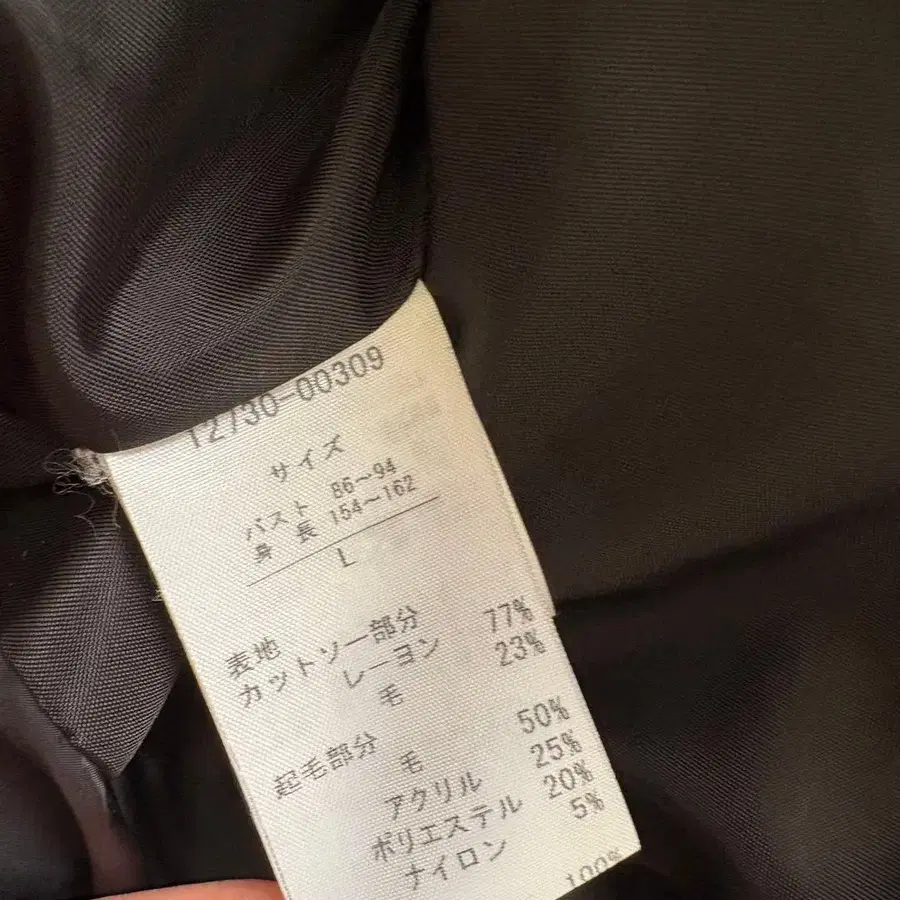 12730-00309
サイズ
バスト 86～94
身 長 154～162
L
表地
カットソー部分
レーヨン 77%
毛 23%
起毛部分
毛 50%
アクリル 25%
ポリエステル 20%
ナイロン 5%
100%